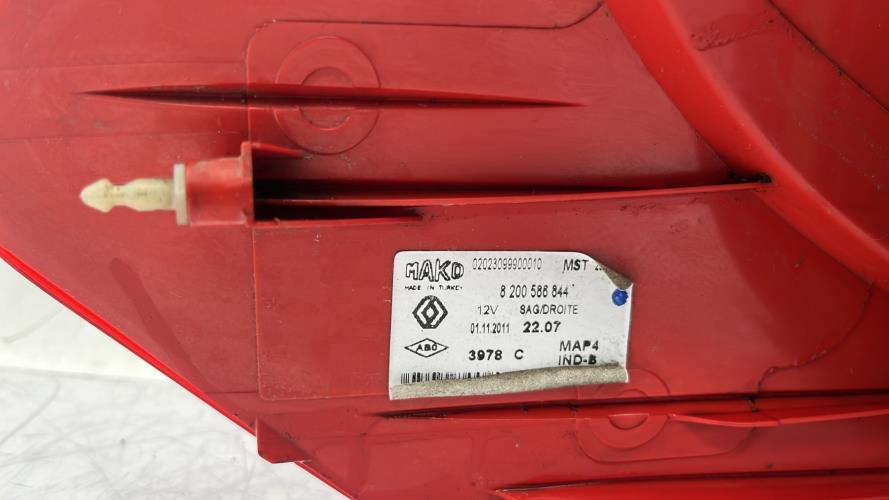 MAKO 02023099900010 MST
MADE IN TURKEY
8 200 586 844
12V SAG/DROITE
01.11.2011 22.07
ABO 3978 C MAP4
IND-B